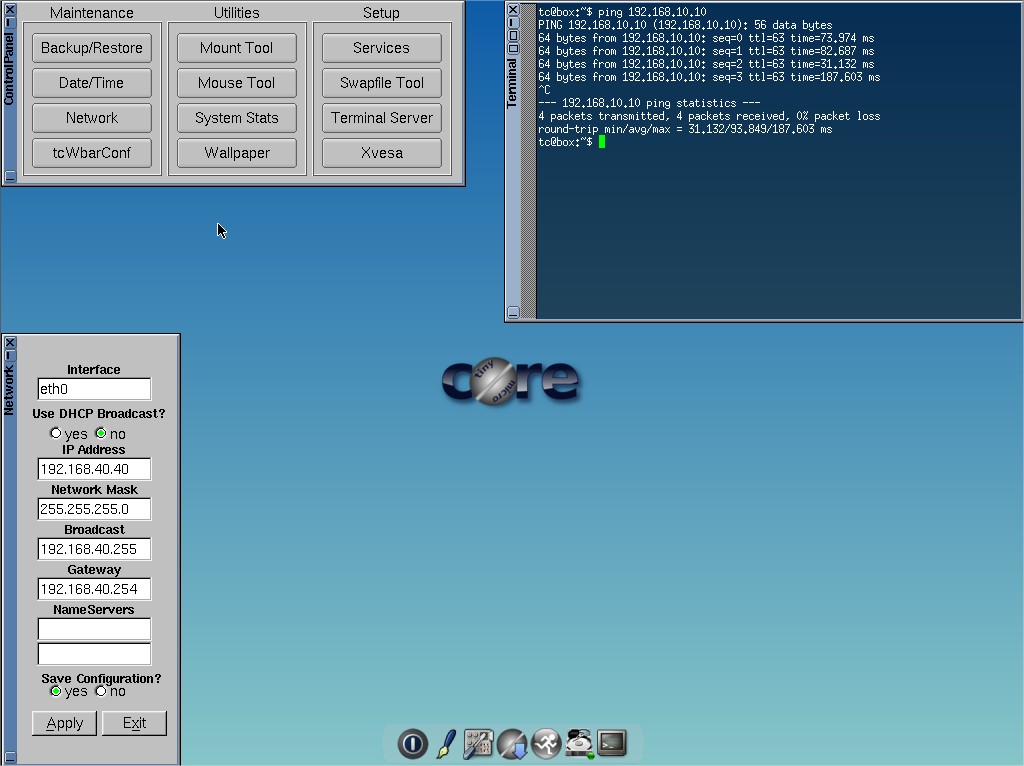 ControlPanel
Maintenance
Backup/Restore
Date/Time
Network
tcWbarConf
Utilities
Mount Tool
Mouse Tool
System Stats
Wallpaper
Setup
Services
Swapfile Tool
Terminal Server
Xvesa
Terminal
tc@box:~$ ping 192.168.10.10
PING 192.168.10.10 (192.168.10.10): 56 data bytes
64 bytes from 192.168.10.10: seq=0 ttl=63 time=73.974 ms
64 bytes from 192.168.10.10: seq=1 ttl=63 time=82.687 ms
64 bytes from 192.168.10.10: seq=2 ttl=63 time=31.132 ms
64 bytes from 192.168.10.10: seq=3 ttl=63 time=187.603 ms
^C
--- 192.168.10.10 ping statistics ---
4 packets transmitted, 4 packets received, 0% packet loss
round-trip min/avg/max = 31.132/93.849/187.603 ms
tc@box:~$
Network
Interface
eth0
Use DHCP Broadcast?
yes no
IP Address
192.168.40.40
Network Mask
255.255.255.0
Broadcast
192.168.40.255
Gateway
192.168.40.254
NameServers
Save Configuration?
yes no
Apply Exit
core
tiny
micro